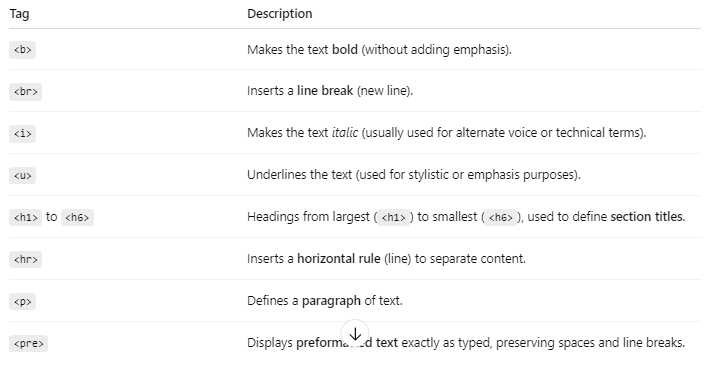 Tag Description
<b> Makes the text bold (without adding emphasis).
<br> Inserts a line break (new line).
<i> Makes the text italic (usually used for alternate voice or technical terms).
<u> Underlines the text (used for stylistic or emphasis purposes).
<h1> to <h6> Headings from largest ( <h1> ) to smallest ( <h6> ), used to define section titles.
<hr> Inserts a horizontal rule (line) to separate content.
<p> Defines a paragraph of text.
<pre> Displays text exactly as typed, preserving spaces and line breaks.